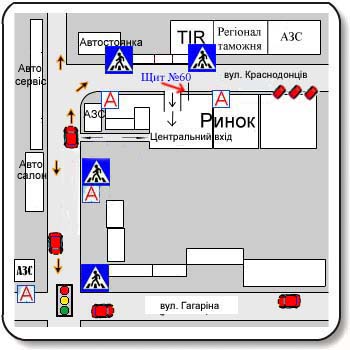 Автостоянка
TIR
Регіонал
таможня
АЗС
Авто
сервіс
Щит №60
вул. Краснодонців
А
А
АЗС
Ринок
Центральний вхід
Авто
салон
А
АЗС
А
вул. Гагаріна